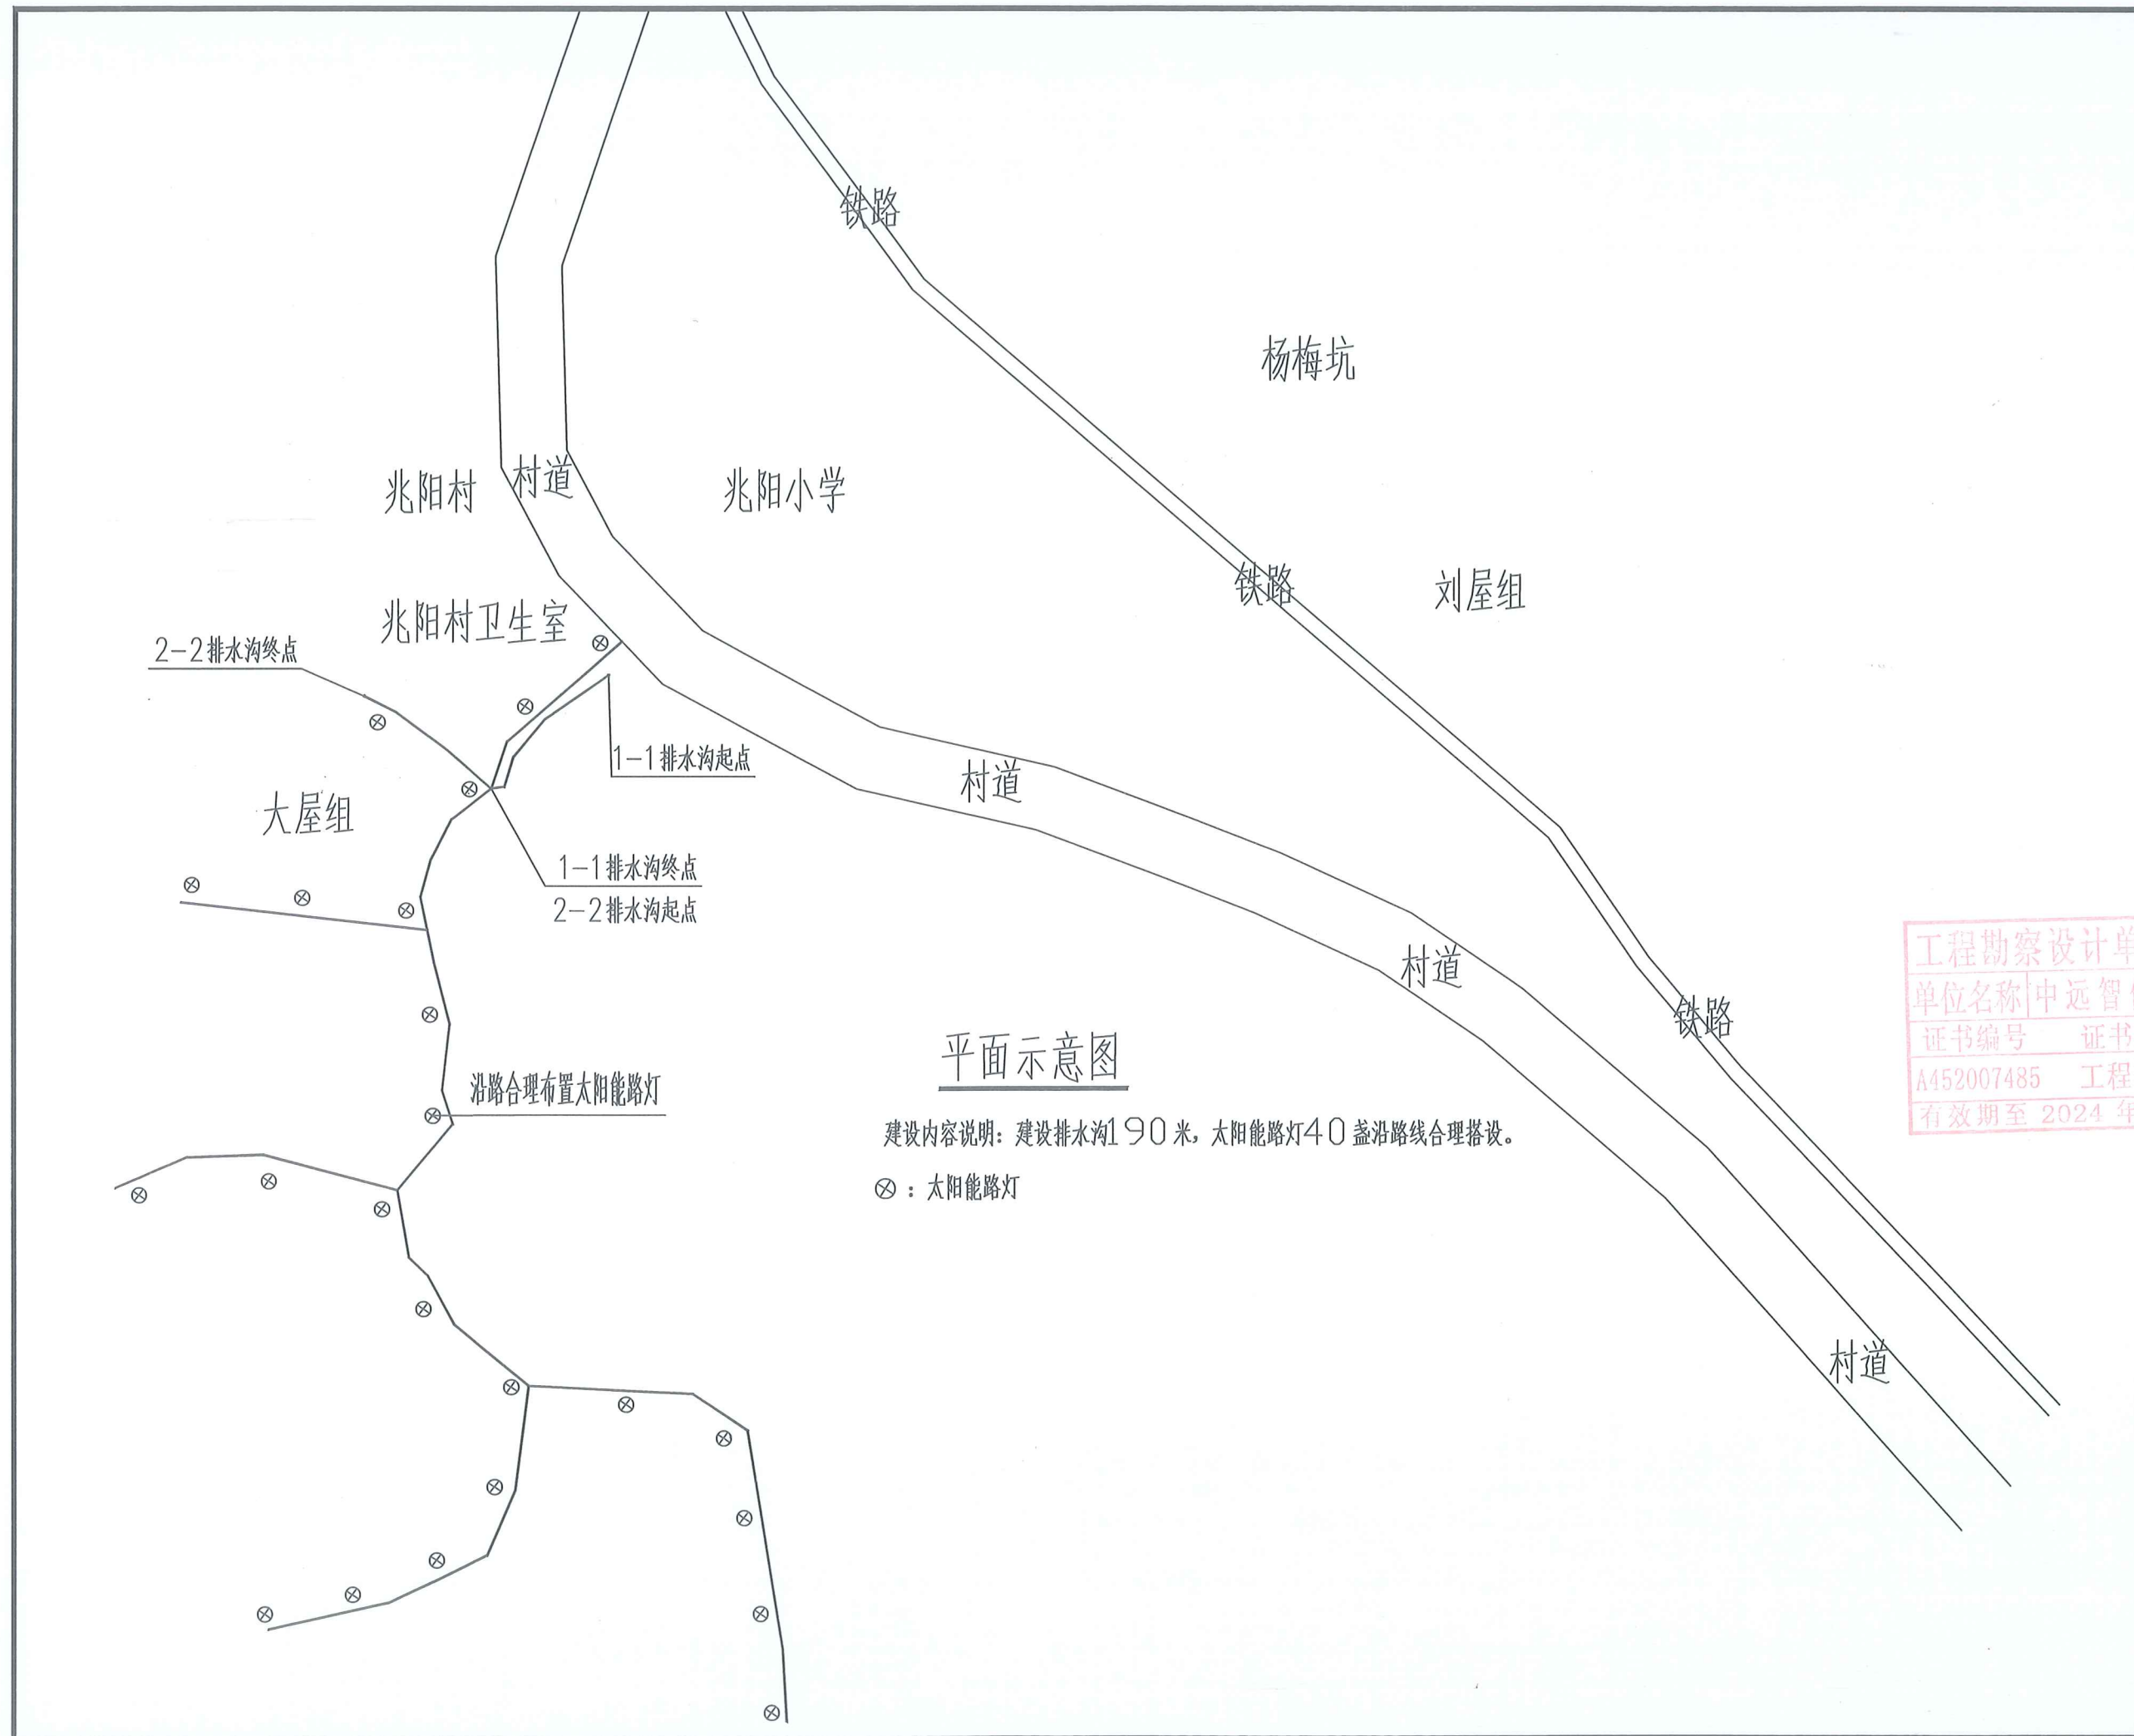 铁路
杨梅坑
兆阳村
村道
兆阳小学
铁路
刘屋组
兆阳村卫生室
2-2排水沟终点
1-1排水沟起点
村道
大屋组
1-1排水沟终点
2-2排水沟起点
村道
铁路
工程勘察设计单
单位名称 中远智
证书编号 证书
A452007485 工程
有效期至 2024 年
平面示意图
沿路合理布置太阳能路灯
建设内容说明：建设排水沟190米，太阳能路灯40盏沿路线合理搭设。
⊗：太阳能路灯
村道